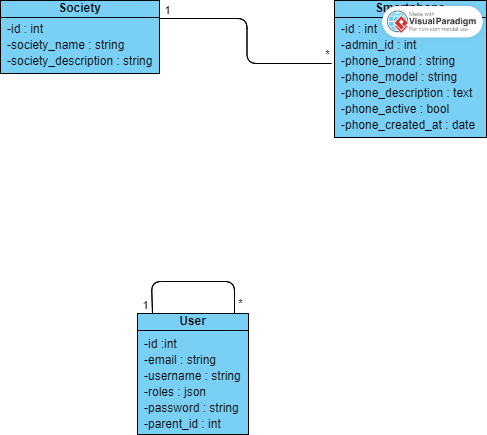 Society
-id : int
-society_name : string
-society_description : string
1
*
-id : int
-admin_id : int
-phone_brand : string
-phone_model : string
-phone_description : text
-phone_active : bool
-phone_created_at : date
Made with
Visual Paradigm
For non-commercial use
1
*
User
-id :int
-email : string
-username : string
-roles : json
-password : string
-parent_id : int